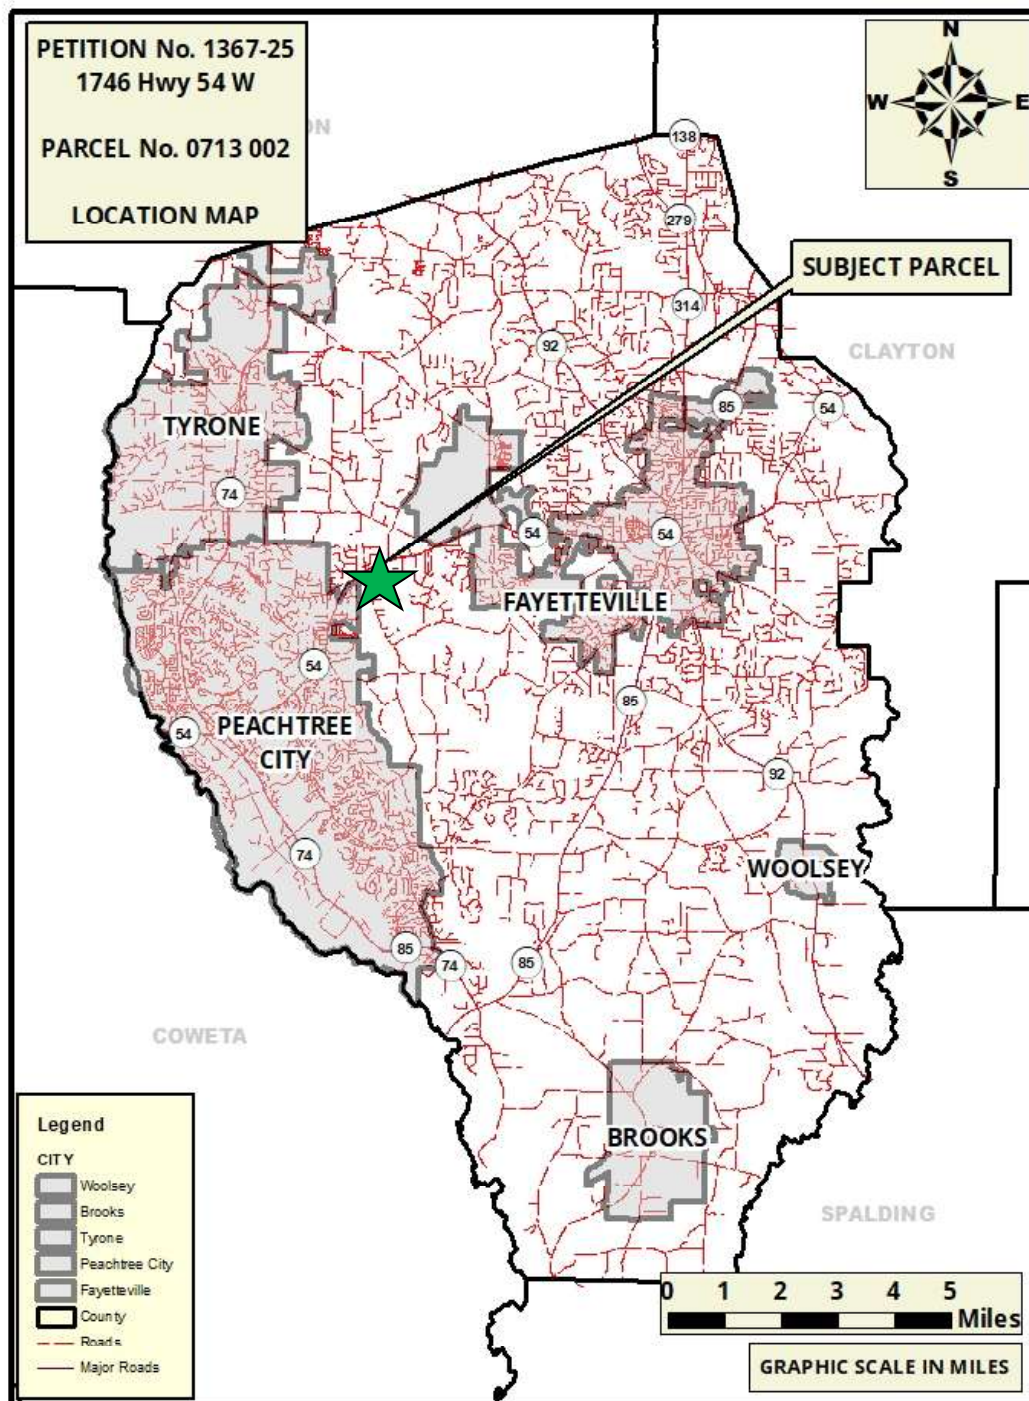 PETITION No. 1367-25
1746 Hwy 54 W
PARCEL No. 0713 002
LOCATION MAP
N
W
E
S
ON
138
279
SUBJECT PARCEL
314
92
CLAYTON
85
54
TYRONE
74
54
54
FAYETTEVILLE
54
85
54
PEACHTREE
CITY
92
74
WOOLSEY
85
74
85
COWETA
BROOKS
SPALDING
Legend
CITY
Woolsey
Brooks
Tyrone
Peachtree City
Fayetteville
County
Roads
Major Roads
0 1 2 3 4 5
Miles
GRAPHIC SCALE IN MILES